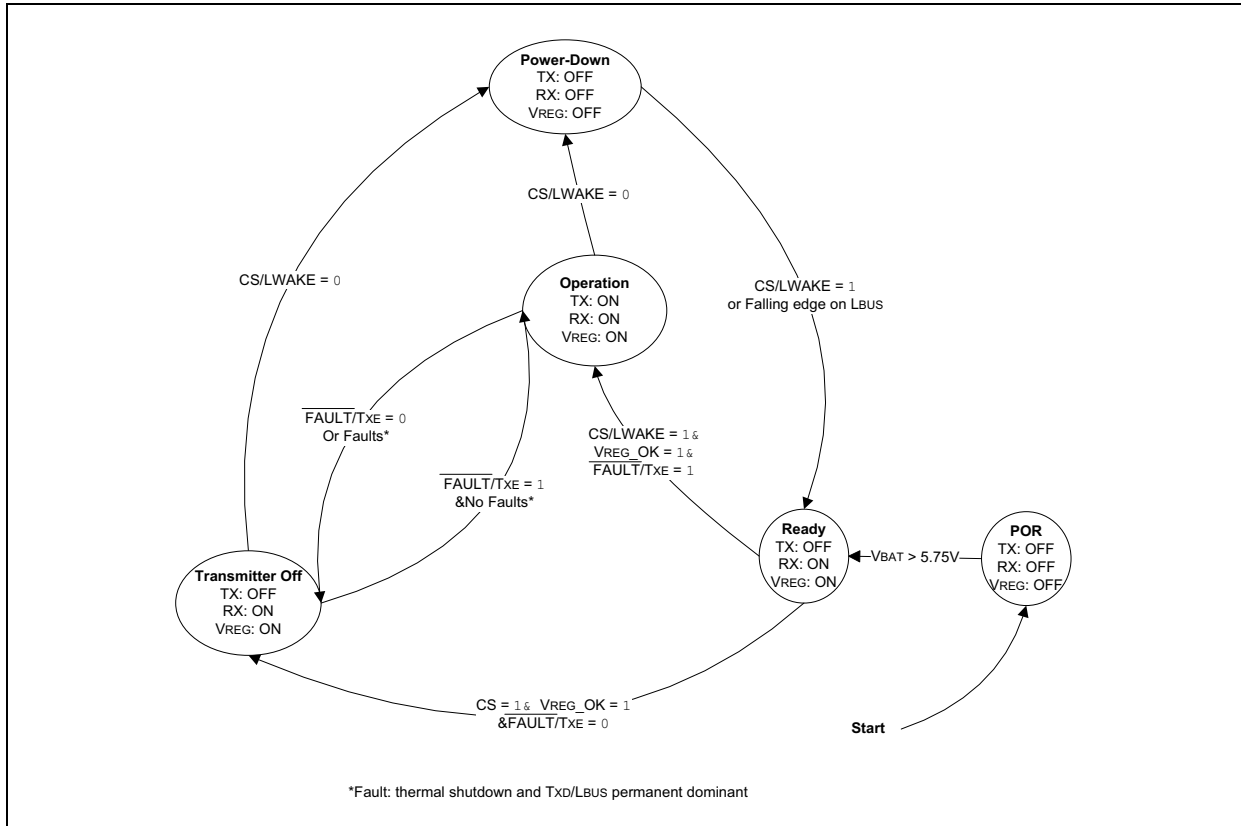 Power-Down
TX: OFF
RX: OFF
VREG: OFF
CS/LWAKE = 0
CS/LWAKE = 0
Operation
TX: ON
RX: ON
VREG: ON
CS/LWAKE = 1
or Falling edge on LBUS
FAULT/TXE = 0
Or Faults*
FAULT/TXE = 1
&No Faults*
CS/LWAKE = 1&
VREG_OK = 1&
FAULT/TXE = 1
Ready
TX: OFF
RX: ON
VREG: ON
VBAT > 5.75V
POR
TX: OFF
RX: OFF
VREG: OFF
Transmitter Off
TX: OFF
RX: ON
VREG: ON
CS = 1& VREG_OK = 1
&FAULT/TXE = 0
Start
*Fault: thermal shutdown and TXD/LBUS permanent dominant